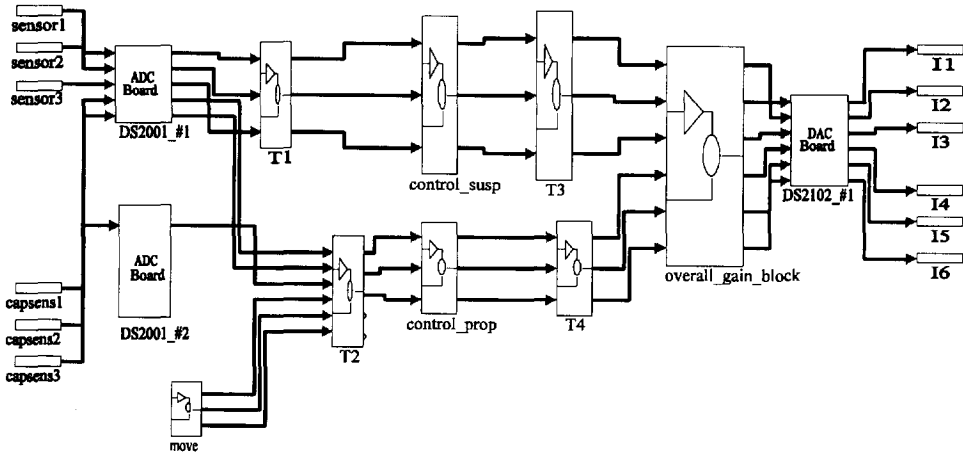 sensor1
sensor2
sensor3
ADC
Board
DS2001_#1
T1
control_susp
T3
DAC
Board
DS2102_#1
I1
I2
I3
I4
I5
I6
overall_gain_block
ADC
Board
DS2001_#2
capsens1
capsens2
capsens3
T2
control_prop
T4
move